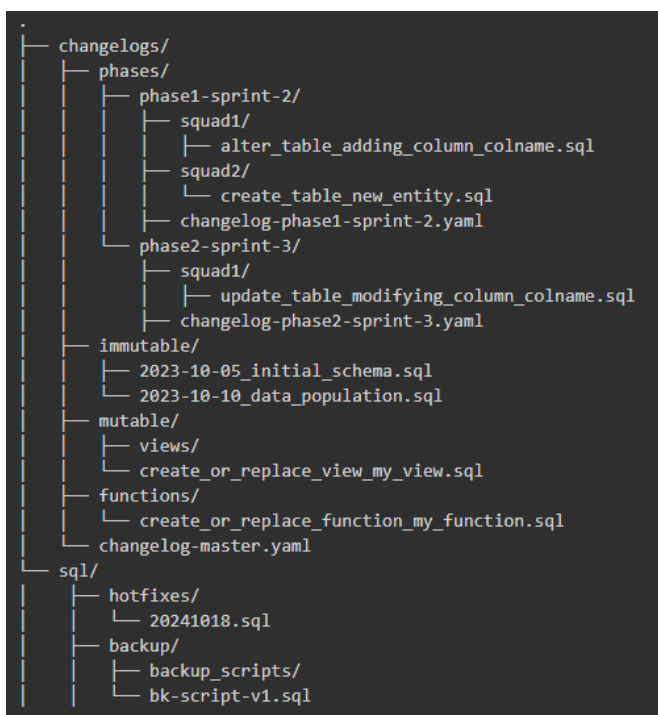 .
├── changelogs/
│   ├── phases/
│   │   ├── phase1-sprint-2/
│   │   │   ├── squad1/
│   │   │   │   ├── alter_table_adding_column_colname.sql
│   │   │   ├── squad2/
│   │   │   │   └── create_table_new_entity.sql
│   │   │   ├── changelog-phase1-sprint-2.yaml
│   │   └── phase2-sprint-3/
│   │       ├── squad1/
│   │       │   ├── update_table_modifying_column_colname.sql
│   │       ├── changelog-phase2-sprint-3.yaml
│   ├── immutable/
│   │   ├── 2023-10-05_initial_schema.sql
│   │   └── 2023-10-10_data_population.sql
│   ├── mutable/
│   │   ├── views/
│   │   └── create_or_replace_view_my_view.sql
│   ├── functions/
│   │   └── create_or_replace_function_my_function.sql
│   └── changelog-master.yaml
└── sql/
│    ├── hotfixes/
│    │   └── 20241018.sql
│    ├── backup/
│    │   ├── backup_scripts/
│    │   └── bk-script-v1.sql